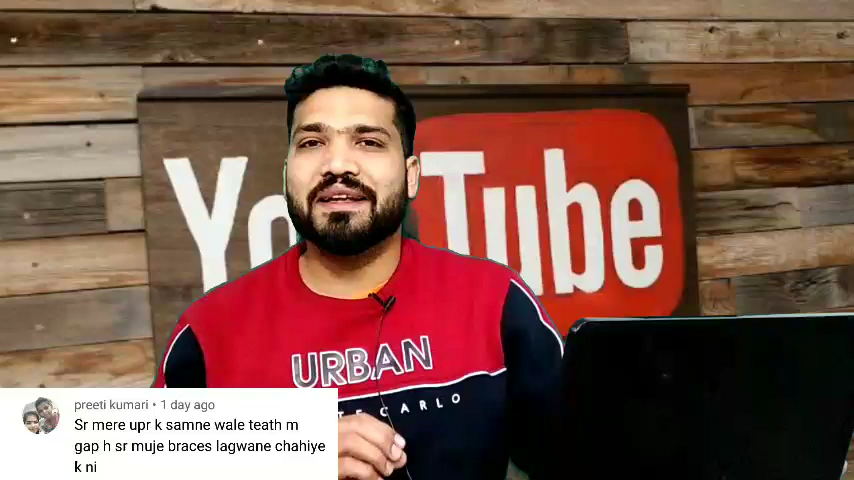 YouTube
URBAN
TE CARLO
preeti kumari • 1 day ago
Sr mere upr k samne wale teath m
gap h sr muje braces lagwane chahiye
k ni